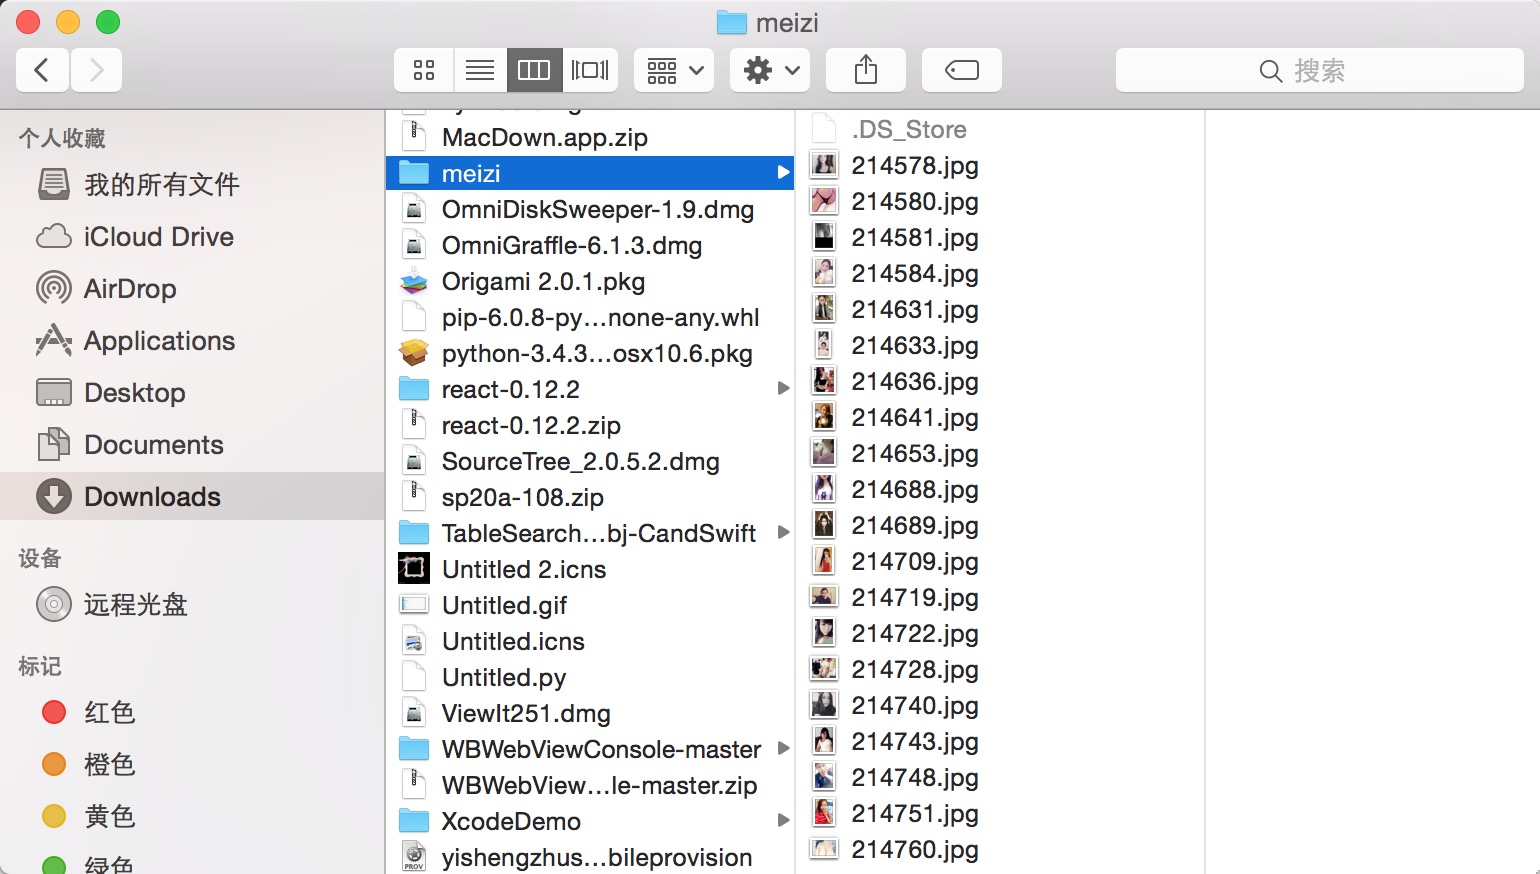 meizi
搜索
个人收藏
我的所有文件
iCloud Drive
AirDrop
Applications
Desktop
Documents
Downloads
设备
远程光盘
标记
红色
橙色
黄色
绿色
MacDown.app.zip
meizi
OmniDiskSweeper-1.9.dmg
OmniGraffle-6.1.3.dmg
Origami 2.0.1.pkg
pip-6.0.8-py...none-any.whl
python-3.4.3...osx10.6.pkg
react-0.12.2
react-0.12.2.zip
SourceTree_2.0.5.2.dmg
sp20a-108.zip
TableSearch...bj-CandSwift
Untitled 2.icns
Untitled.gif
Untitled.icns
Untitled.py
ViewIt251.dmg
WBWebViewConsole-master
WBWebView...le-master.zip
XcodeDemo
PROV
yishengzhus...bileprovision
.DS_Store
214578.jpg
214580.jpg
214581.jpg
214584.jpg
214631.jpg
214633.jpg
214636.jpg
214641.jpg
214653.jpg
214688.jpg
214689.jpg
214709.jpg
214719.jpg
214722.jpg
214728.jpg
214740.jpg
214743.jpg
214748.jpg
214751.jpg
214760.jpg